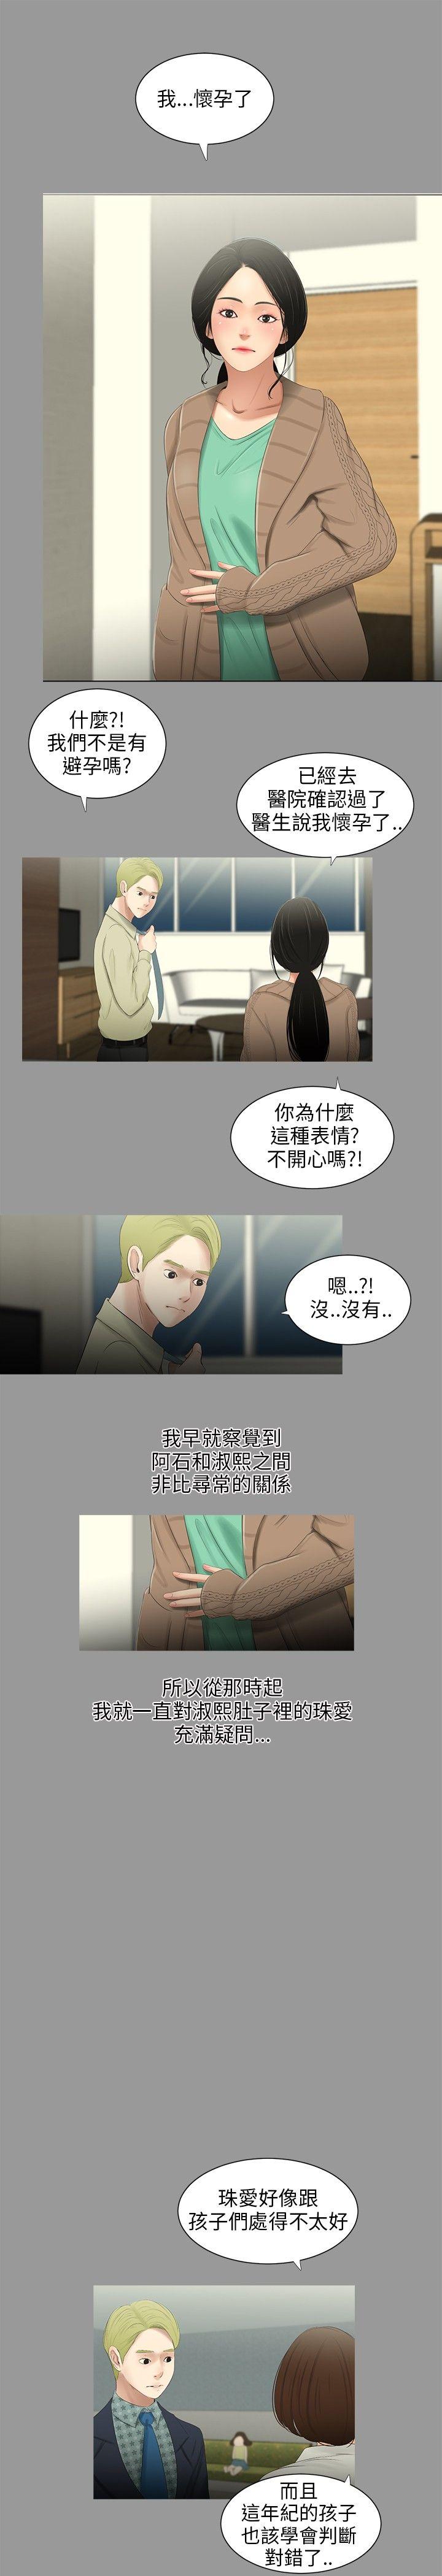 我...懷孕了
什麼?!
我們不是有
避孕嗎?
已經去
醫院確認過了
醫生說我懷孕了..
你為什麼
這種表情?
不開心嗎?!
嗯..?!
沒..沒有..
我早就察覺到
阿石和淑熙之間
非比尋常的關係
所以從那時起
我就一直對淑熙肚子裡的珠愛
充滿疑問...
珠愛好像跟
孩子們處得不太好
而且
這年紀的孩子
也該學會判斷
對錯了..